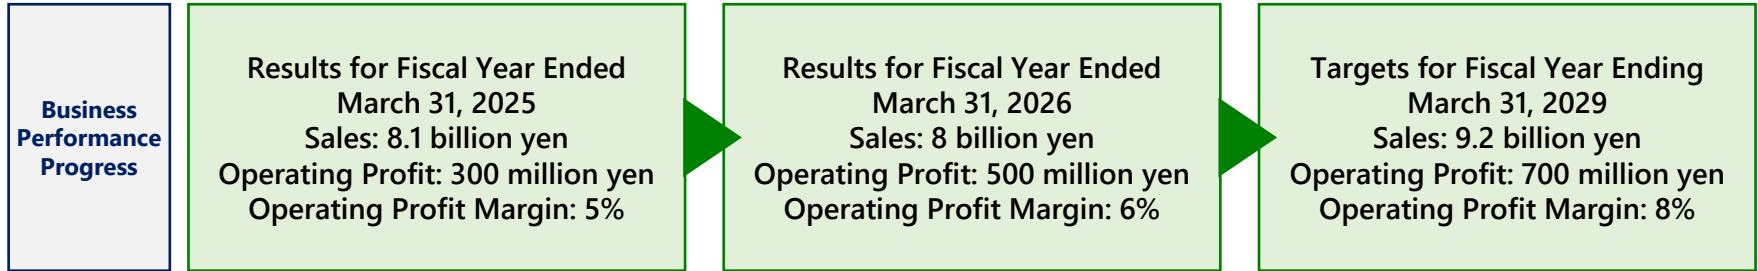 Business
Performance
Progress
Results for Fiscal Year Ended
March 31, 2025
Sales: 8.1 billion yen
Operating Profit: 300 million yen
Operating Profit Margin: 5%
Results for Fiscal Year Ended
March 31, 2026
Sales: 8 billion yen
Operating Profit: 500 million yen
Operating Profit Margin: 6%
Targets for Fiscal Year Ending
March 31, 2029
Sales: 9.2 billion yen
Operating Profit: 700 million yen
Operating Profit Margin: 8%